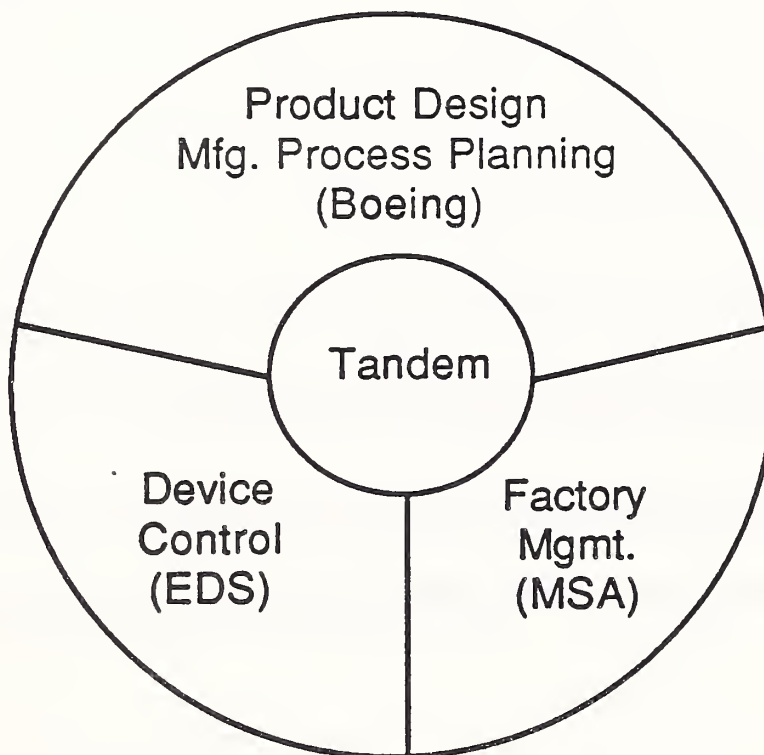 Product Design
Mfg. Process Planning
(Boeing)
Tandem
Device
Control
(EDS)
Factory
Mgmt.
(MSA)